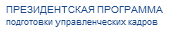 ПРЕЗИДЕНТСКАЯ ПРОГРАММА
подготовки управленческих кадров